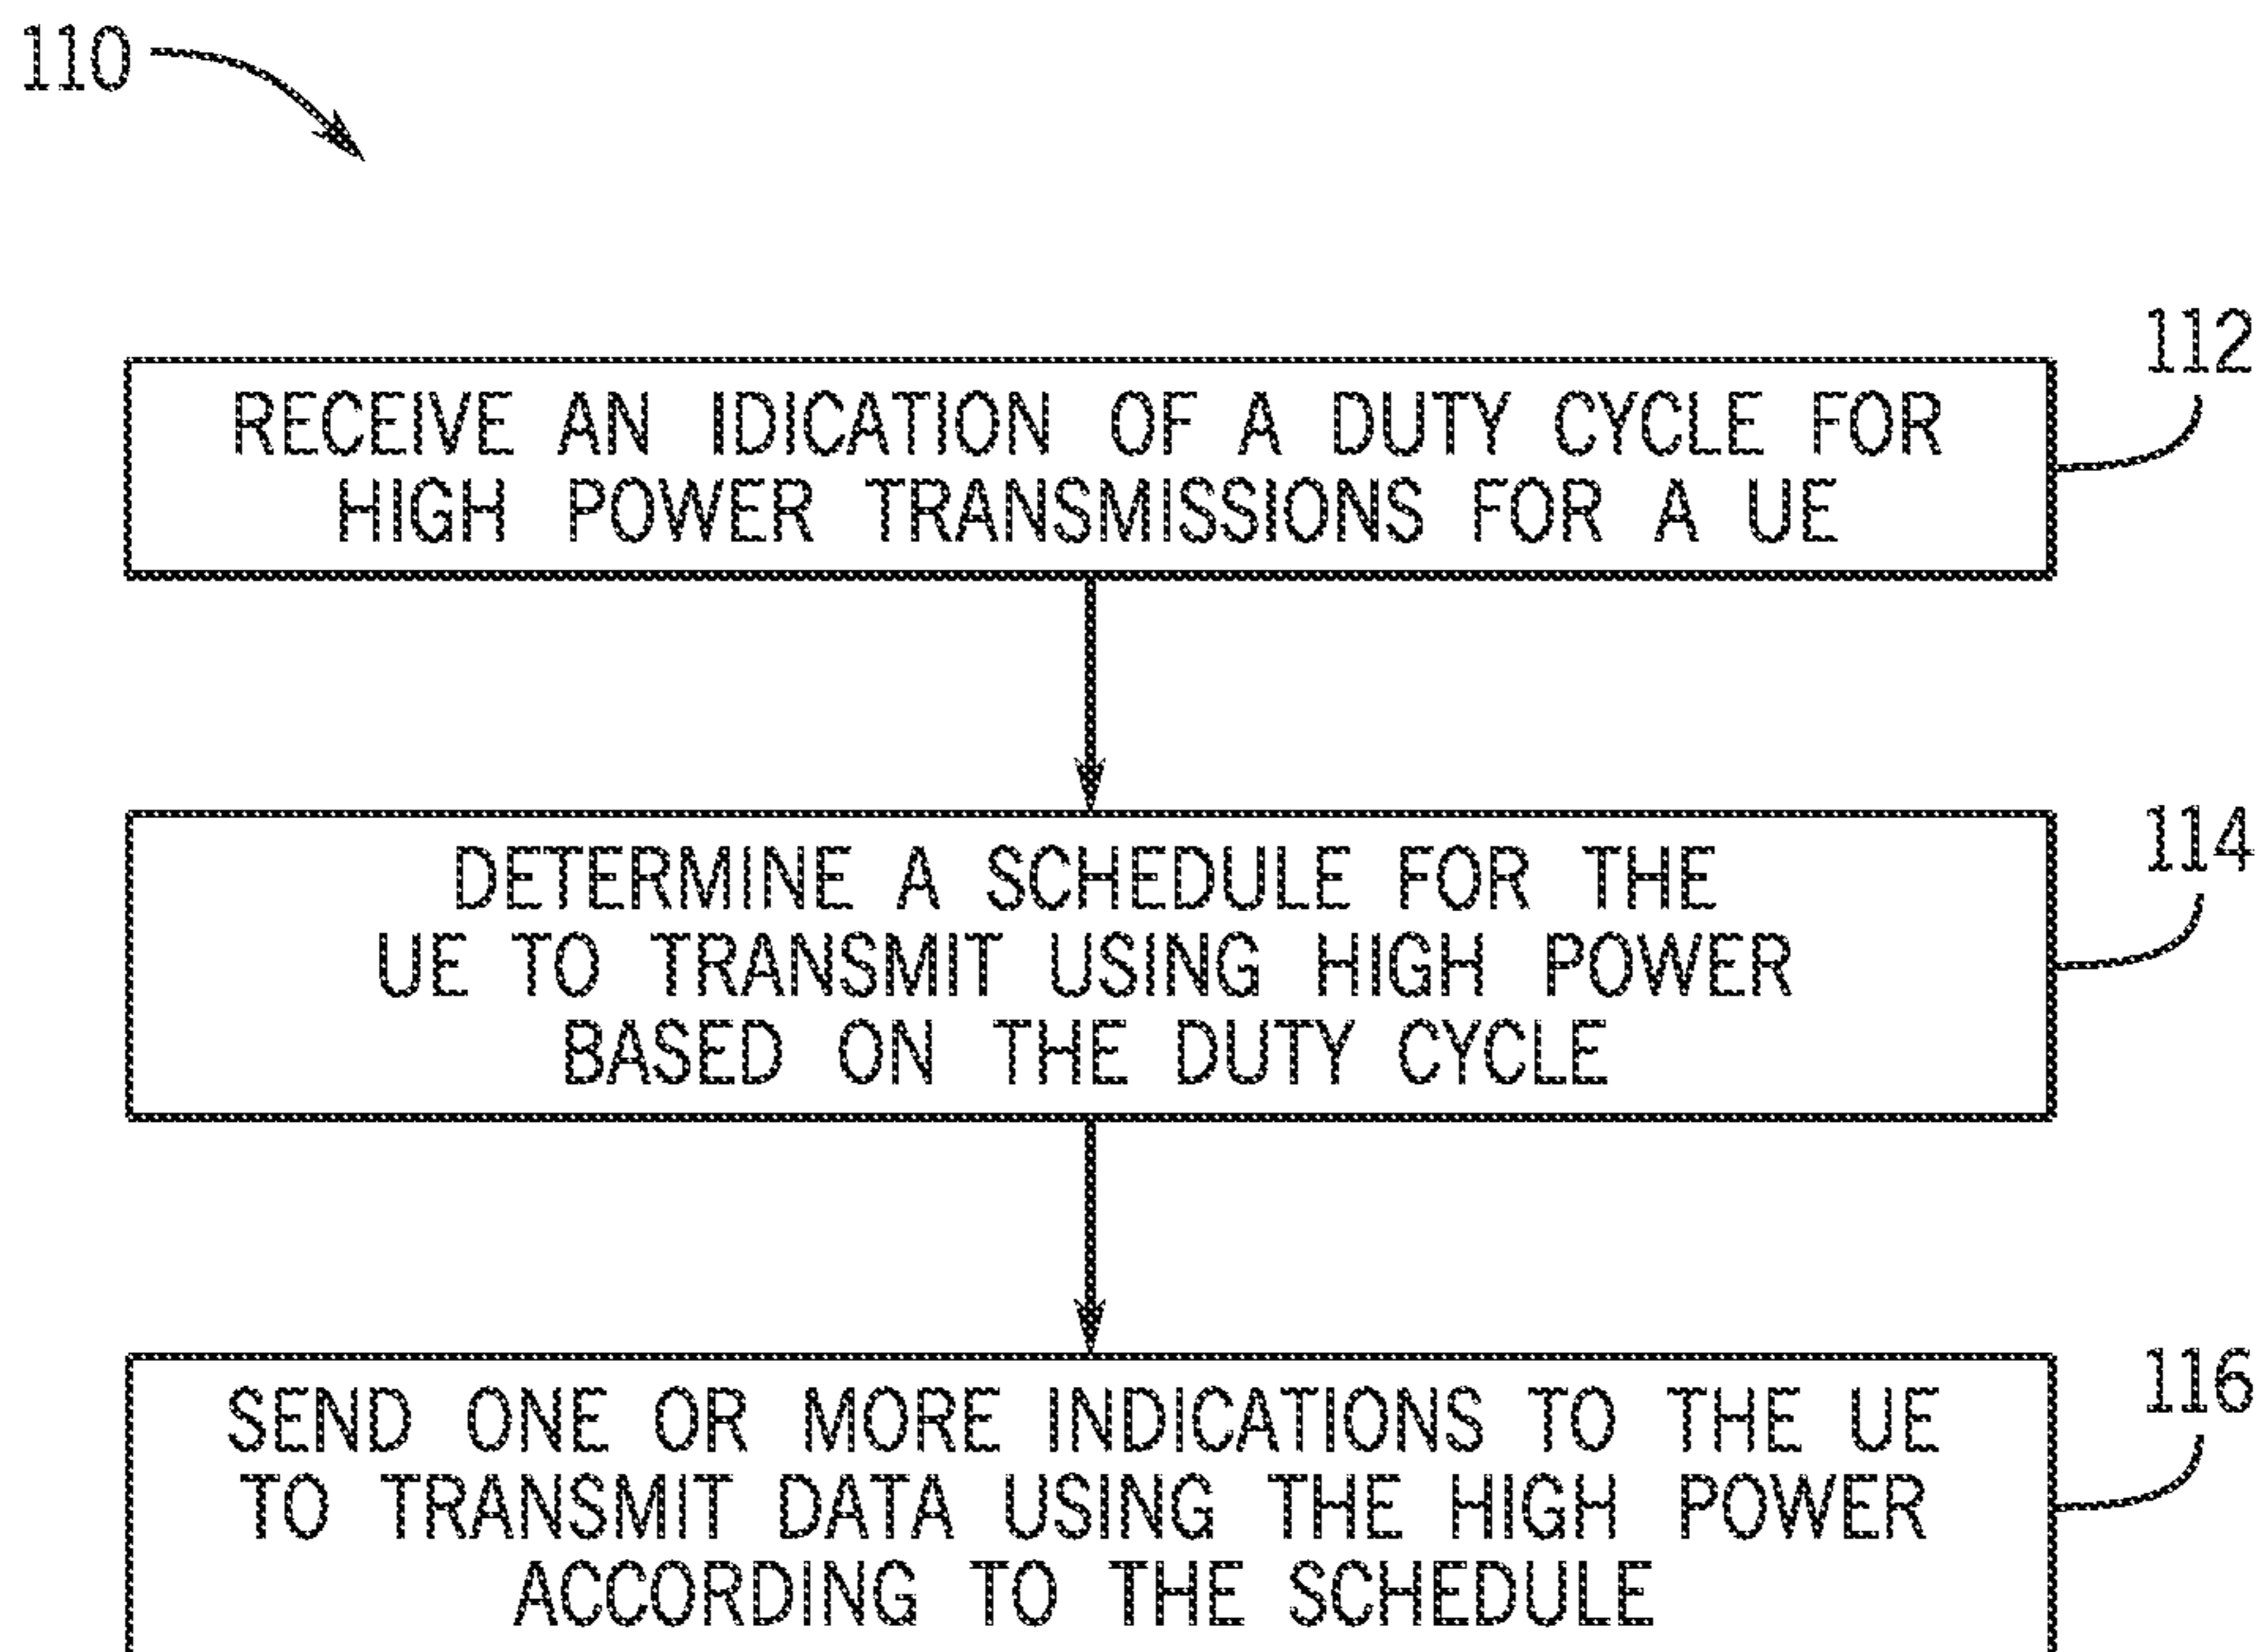 110
112
RECEIVE AN IDICATION OF A DUTY CYCLE FOR
HIGH POWER TRANSMISSIONS FOR A UE
114
DETERMINE A SCHEDULE FOR THE
UE TO TRANSMIT USING HIGH POWER
BASED ON THE DUTY CYCLE
116
SEND ONE OR MORE INDICATIONS TO THE UE
TO TRANSMIT DATA USING THE HIGH POWER
ACCORDING TO THE SCHEDULE